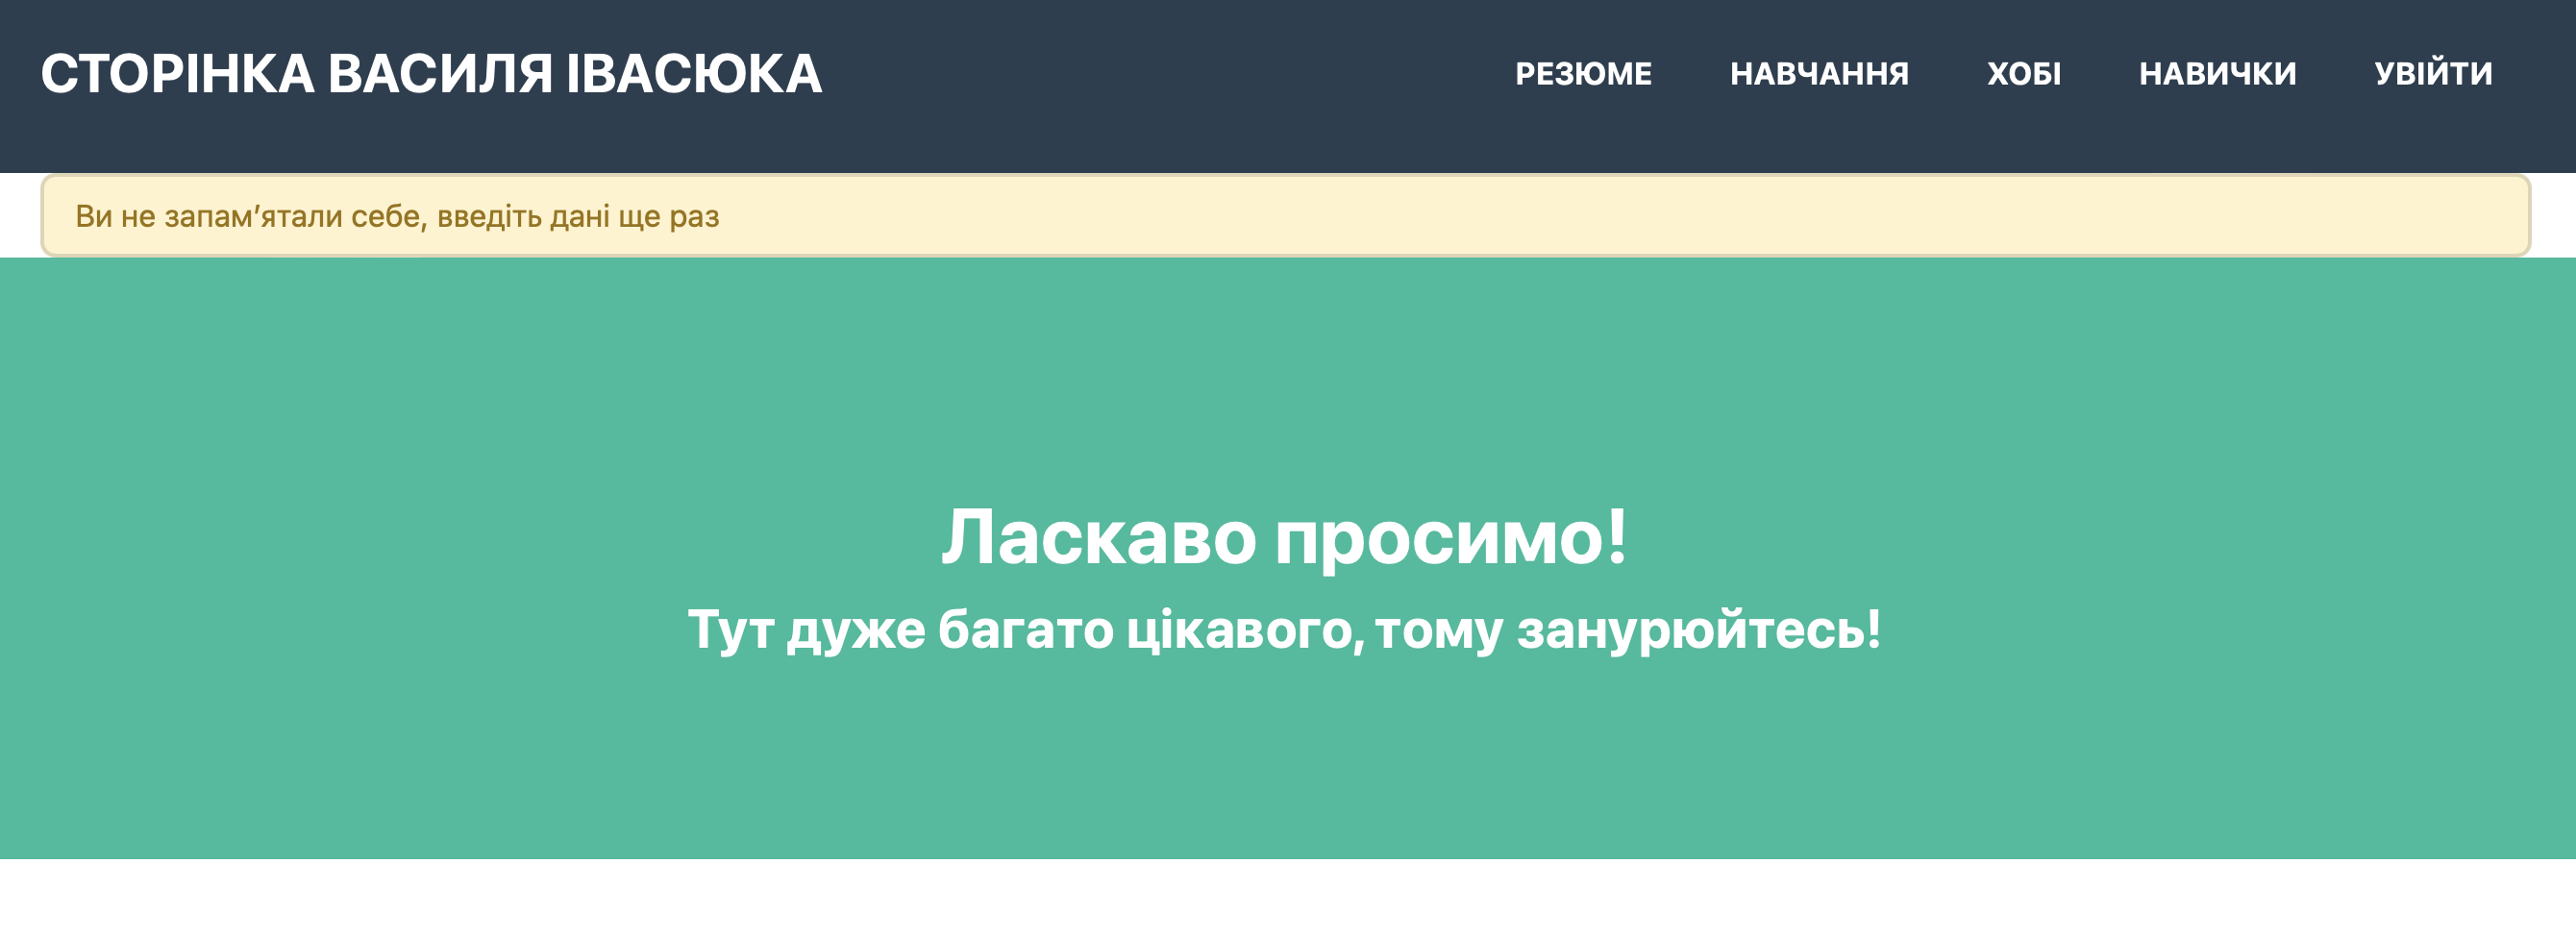 СТОРІНКА ВАСИЛЯ ІВАСЮКА
РЕЗЮМЕ НАВЧАННЯ ХОБІ НАВИЧКИ УВІЙТИ
Ви не запам’ятали себе, введіть дані ще раз
Ласкаво просимо!
Тут дуже багато цікавого, тому занурюйтесь!